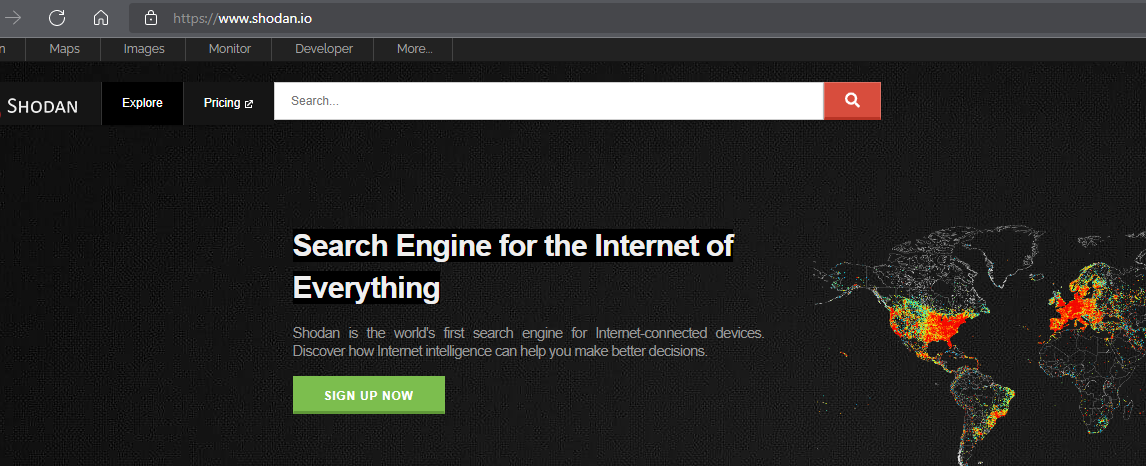 https://www.shodan.io
n Maps Images Monitor Developer More...
SHODAN Explore Pricing Search...
Search Engine for the Internet of
Everything
Shodan is the world's first search engine for Internet-connected devices.
Discover how Internet intelligence can help you make better decisions.
SIGN UP NOW